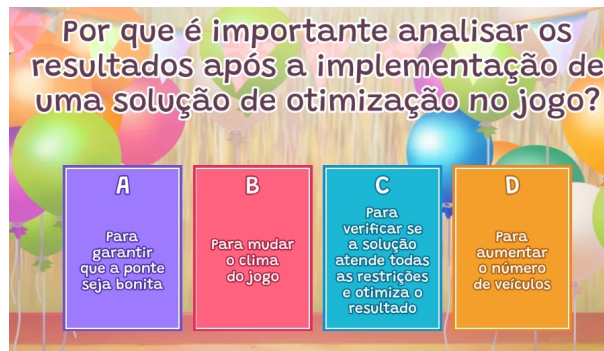 Por que é importante analisar os
resultados após a implementação de
uma solução de otimização no jogo?
A
Para
garantir
que a ponte
seja bonita
B
Para mudar
o clima
do jogo
C
Para
verificar se
a solução
atende todas
as restrições
e otimiza o
resultado
D
Para
aumentar
o número
de veículos